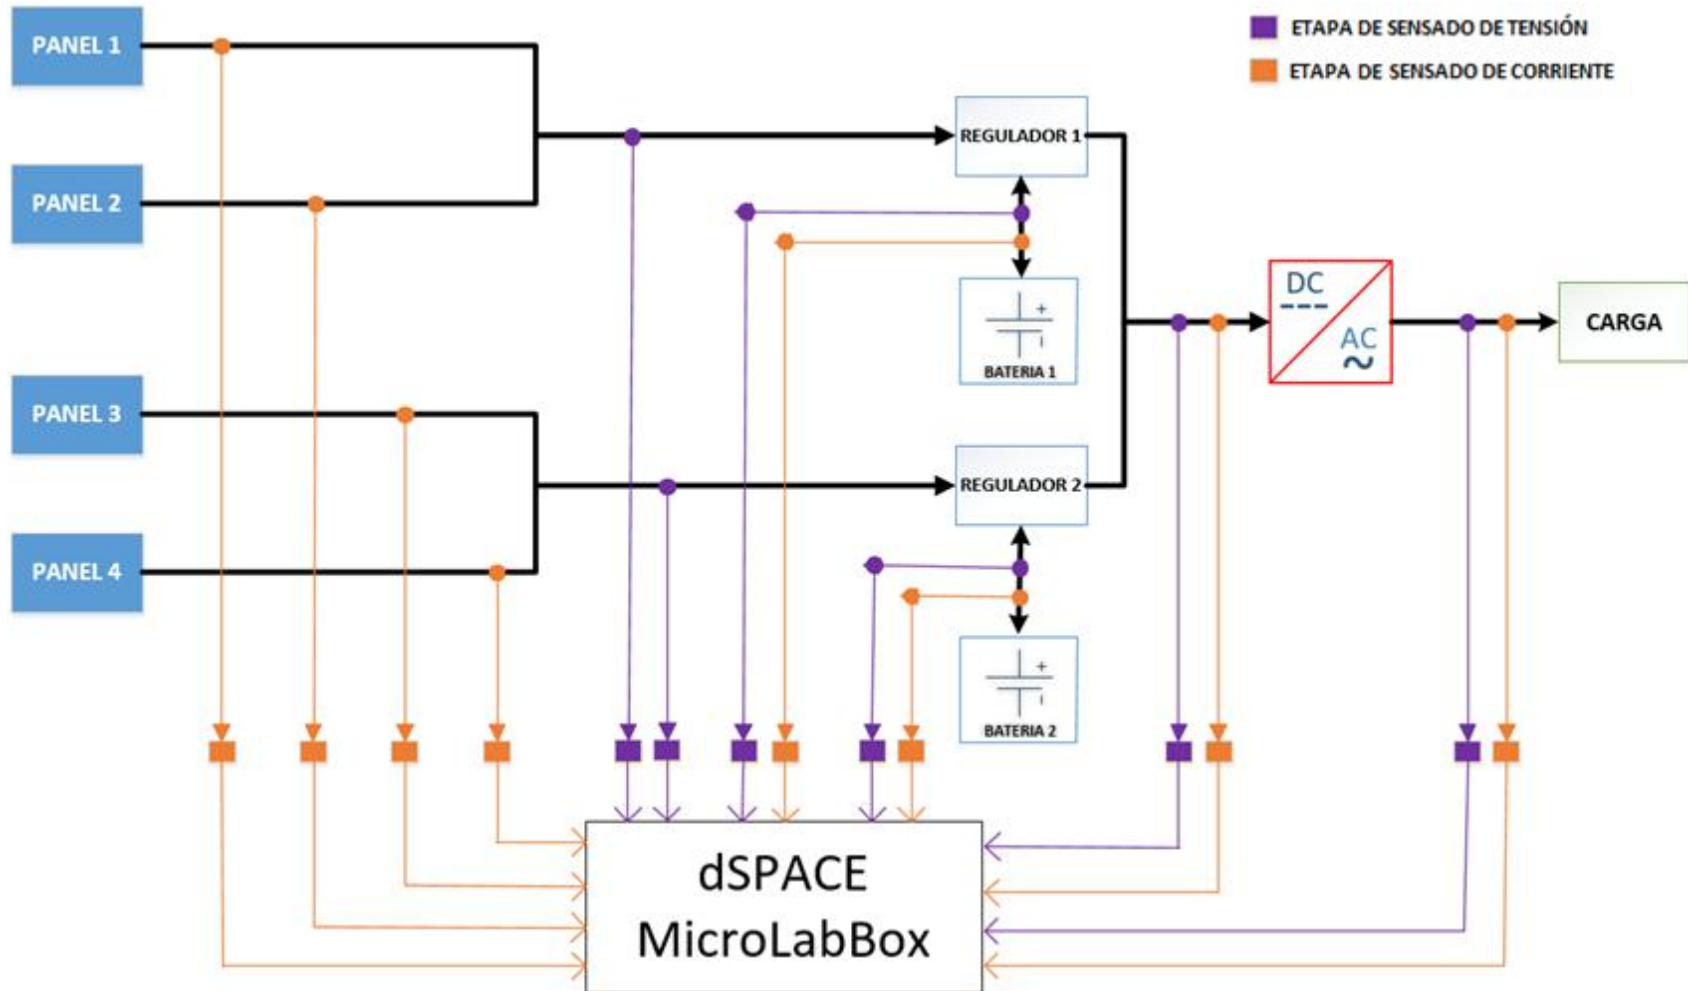 PANEL 1
ETAPA DE SENSADO DE TENSIÓN
ETAPA DE SENSADO DE CORRIENTE
REGULADOR 1
PANEL 2
DC
AC
CARGA
+
BATERIA 1
PANEL 3
REGULADOR 2
PANEL 4
+
BATERIA 2
dSPACE
MicroLabBox